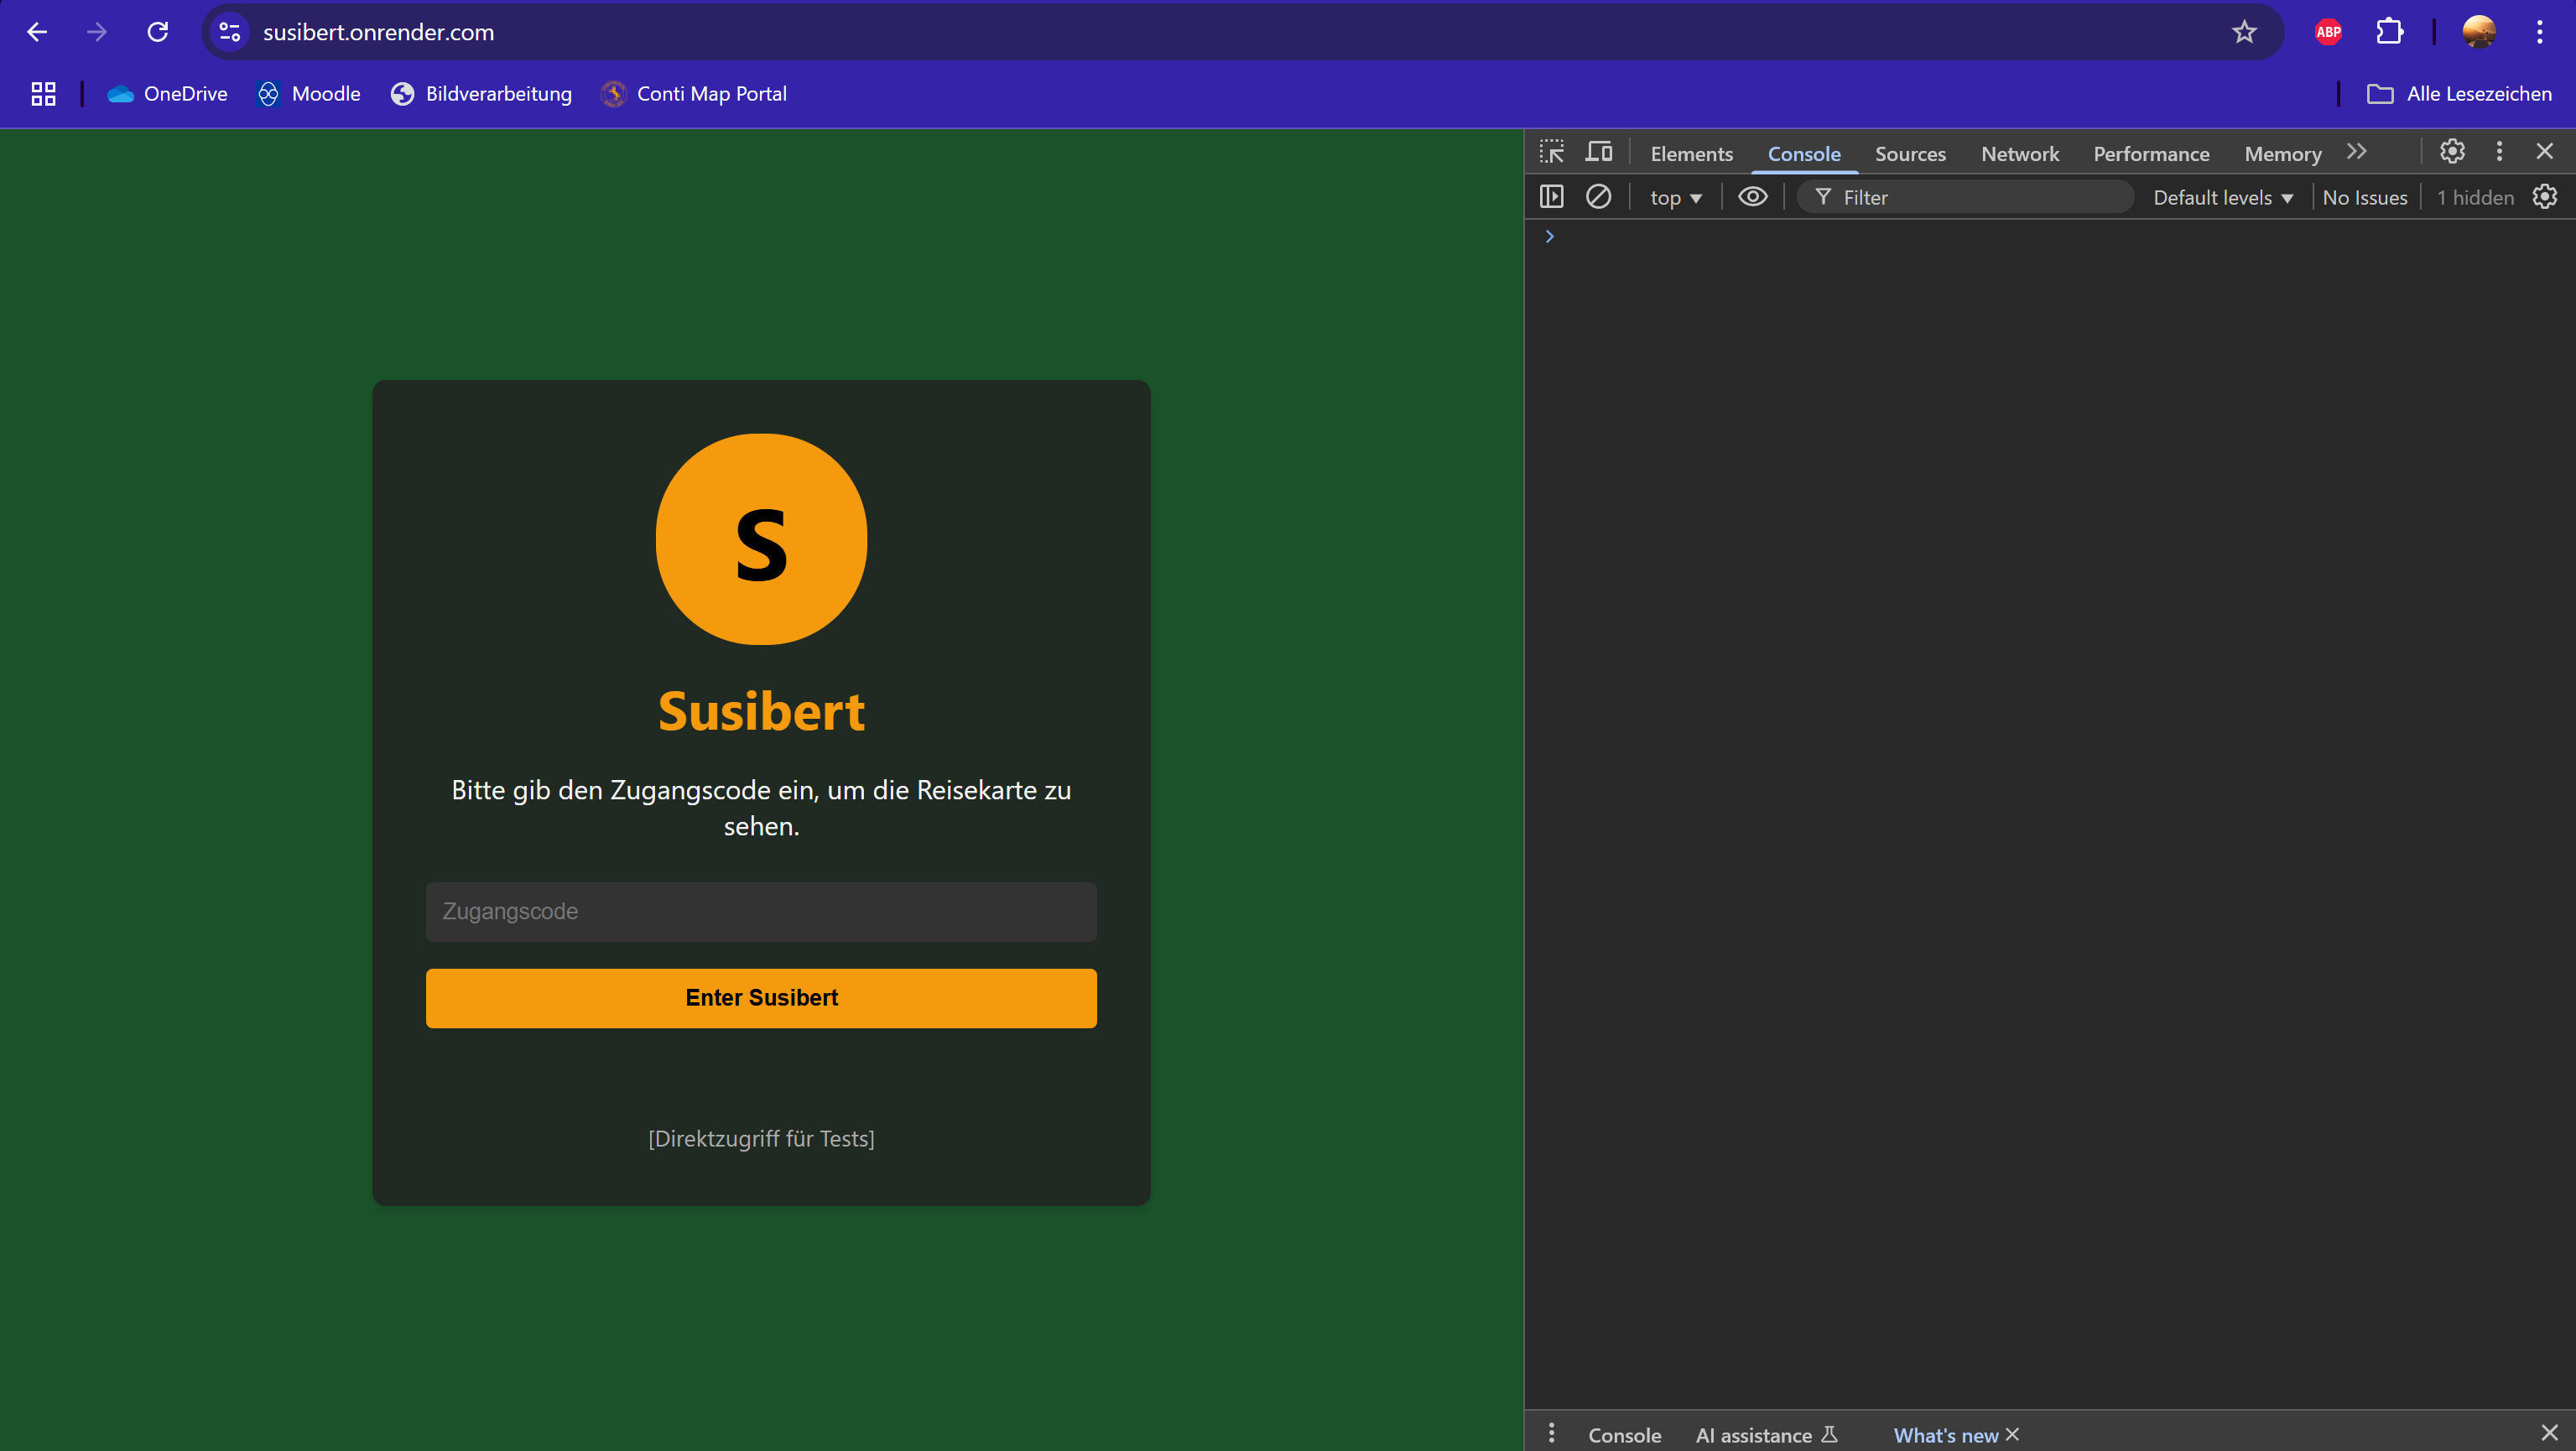 susibert.onrender.com
ABP
OneDrive
Moodle
Bildverarbeitung
Conti Map Portal
Alle Lesezeichen
Elements
Console
Sources
Network
Performance
Memory
top
Filter
Default levels
No Issues
1 hidden
S
Susibert
Bitte gib den Zugangscode ein, um die Reisekarte zu
sehen.
Zugangscode
Enter Susibert
[Direktzugriff für Tests]
Console
AI assistance
What's new